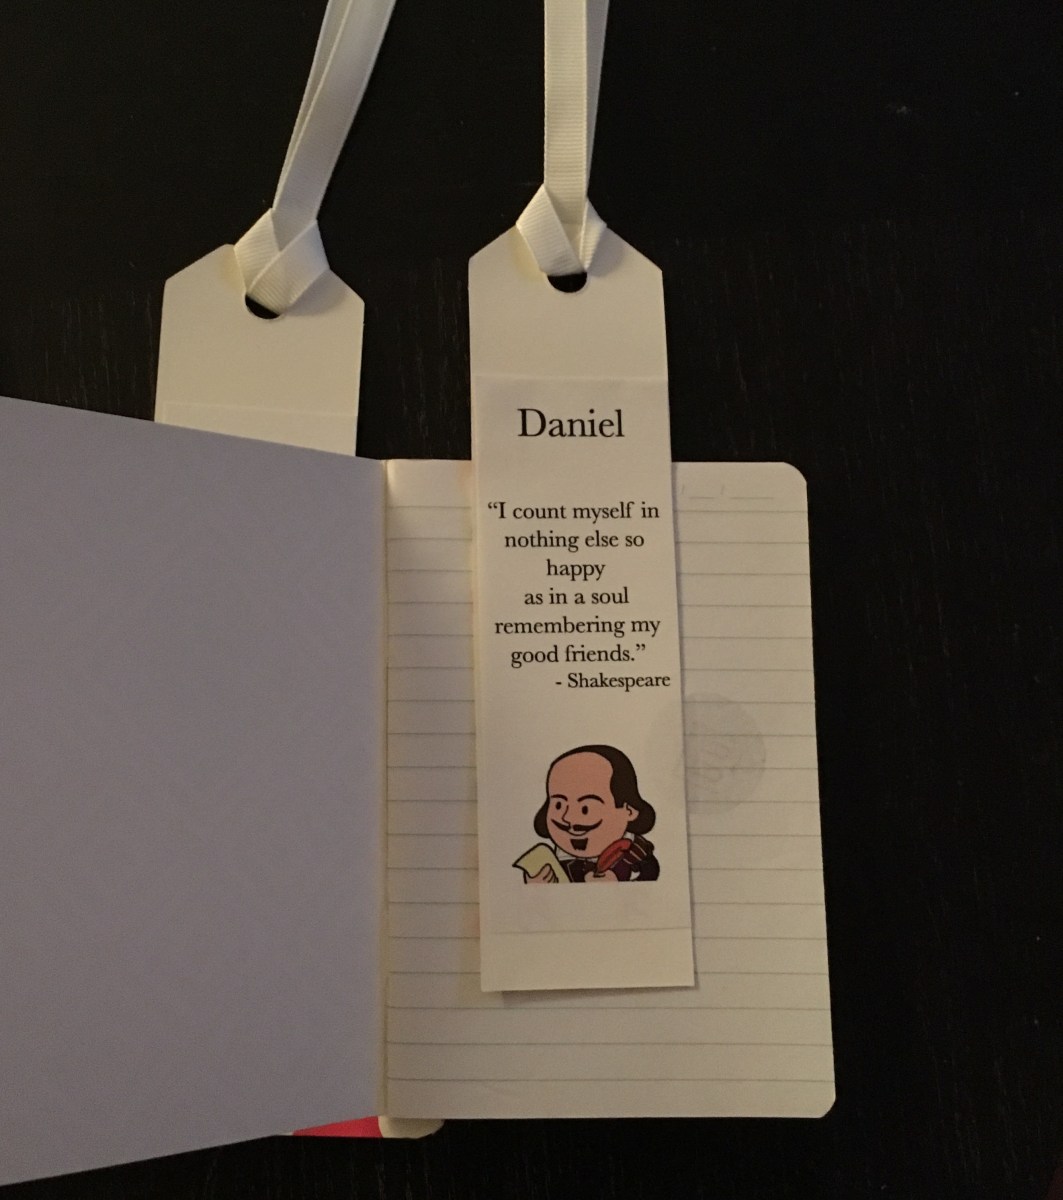 Daniel
“I count myself in
nothing else so
happy
as in a soul
remembering my
good friends.”
- Shakespeare